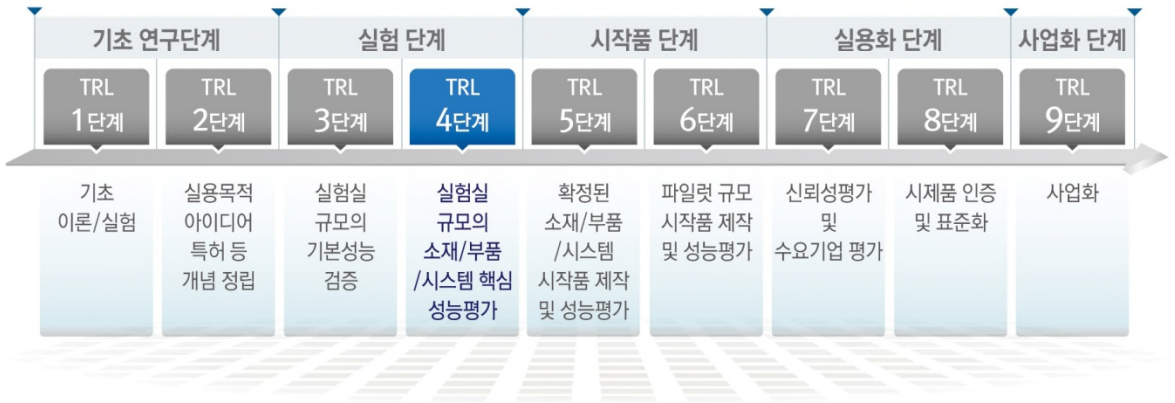 기초 연구단계
실험 단계
시작품 단계
실용화 단계
사업화 단계
TRL
1단계
TRL
2단계
TRL
3단계
TRL
4단계
TRL
5단계
TRL
6단계
TRL
7단계
TRL
8단계
TRL
9단계
기초
이론/실험
실용목적
아이디어
특허 등
개념 정립
실험실
규모의
기본성능
검증
실험실
규모의
소재/부품
/시스템 핵심
성능평가
확정된
소재/부품
/시스템
시작품 제작
및 성능평가
파일럿 규모
시작품 제작
및 성능평가
신뢰성평가
및
수요기업 평가
시제품 인증
및 표준화
사업화